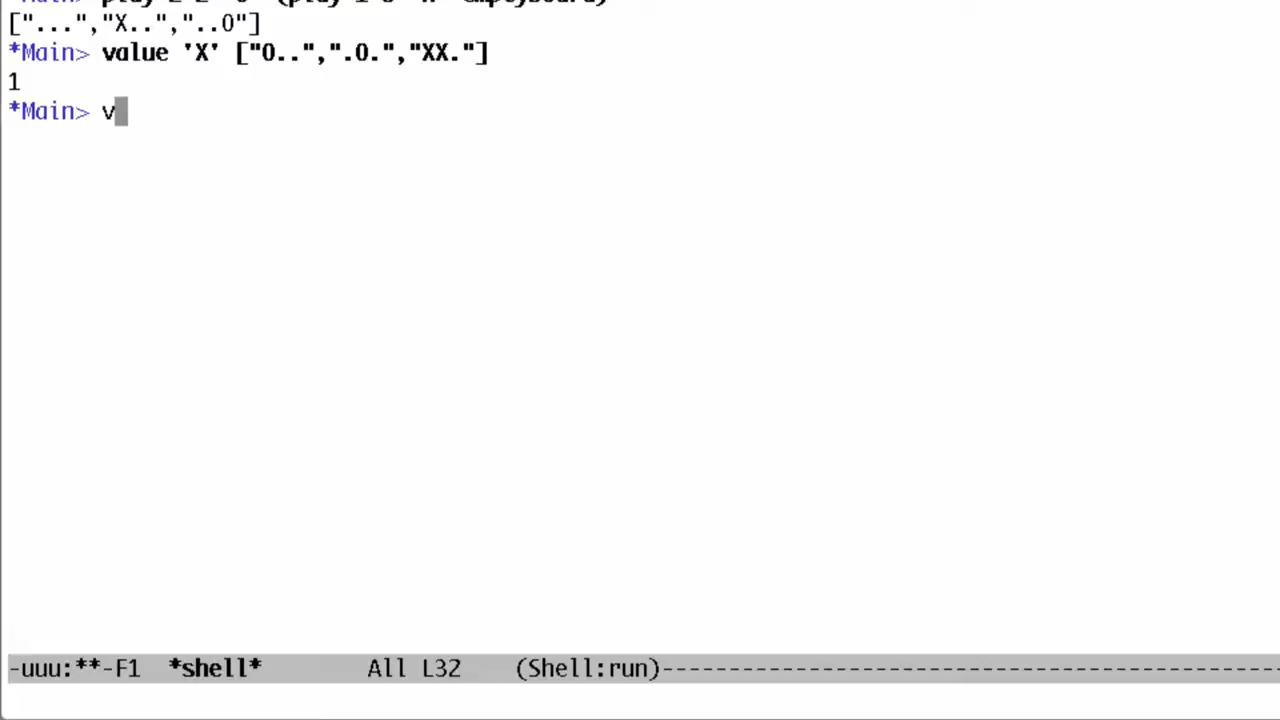 ["...","X..","..O"]
*Main> value 'X' ["O..",".O.","XX."]
1
*Main> v
-uuu:**-F1  *shell*        All L32    (Shell:run)-----------------------------------------------